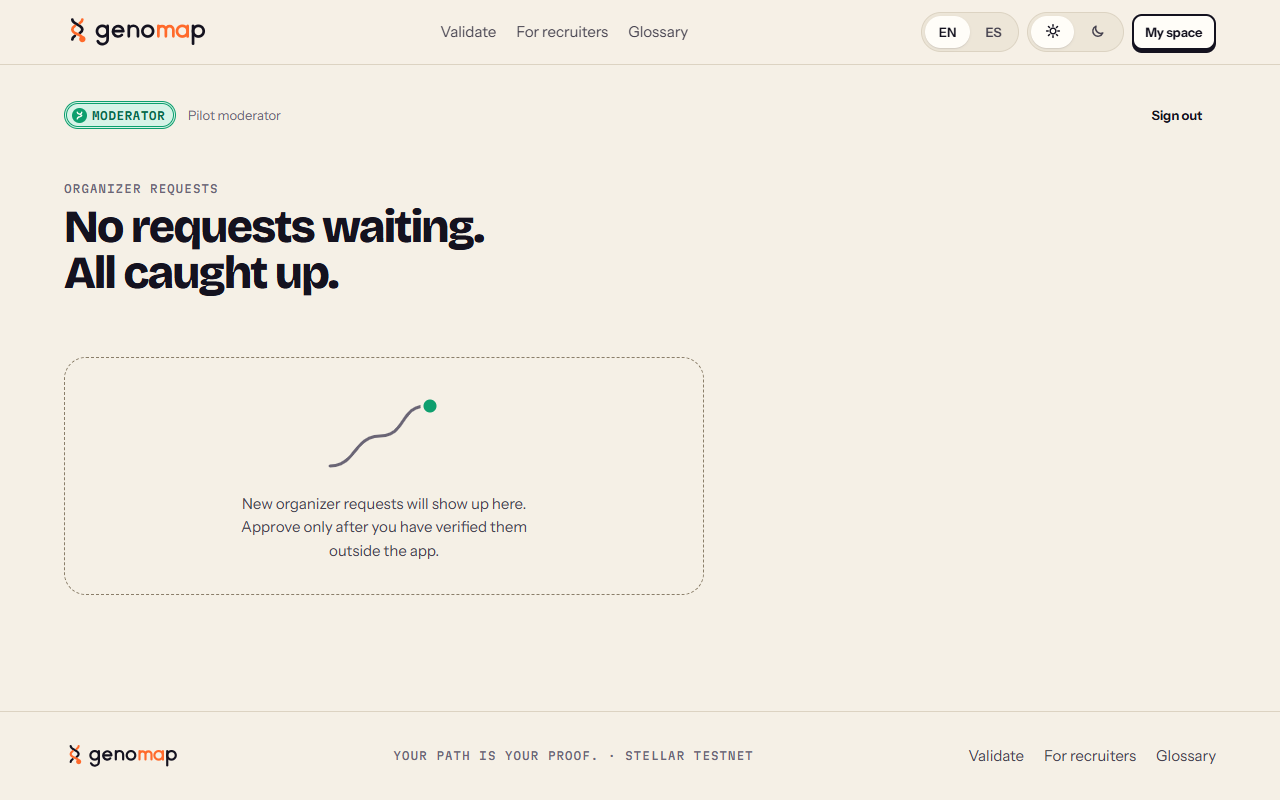 genomap
Validate
For recruiters
Glossary
EN
ES
My space
MODERATOR
Pilot moderator
Sign out
ORGANIZER REQUESTS
No requests waiting.
All caught up.
New organizer requests will show up here.
Approve only after you have verified them
outside the app.
genomap
YOUR PATH IS YOUR PROOF. · STELLAR TESTNET
Validate
For recruiters
Glossary